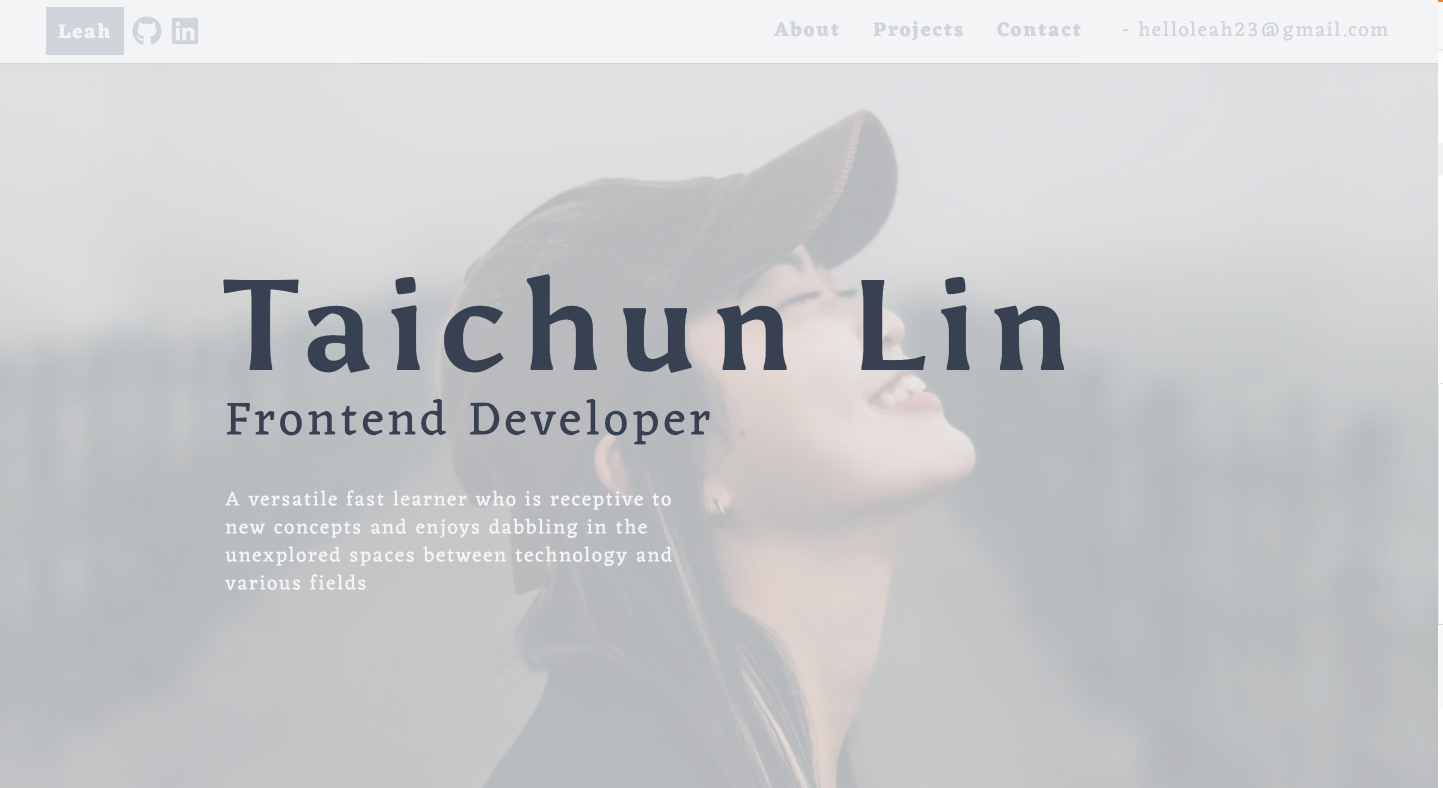 Leah
About Projects Contact - helloleah23@gmail.com
Taichun Lin
Frontend Developer
A versatile fast learner who is receptive to
new concepts and enjoys dabbling in the
unexplored spaces between technology and
various fields